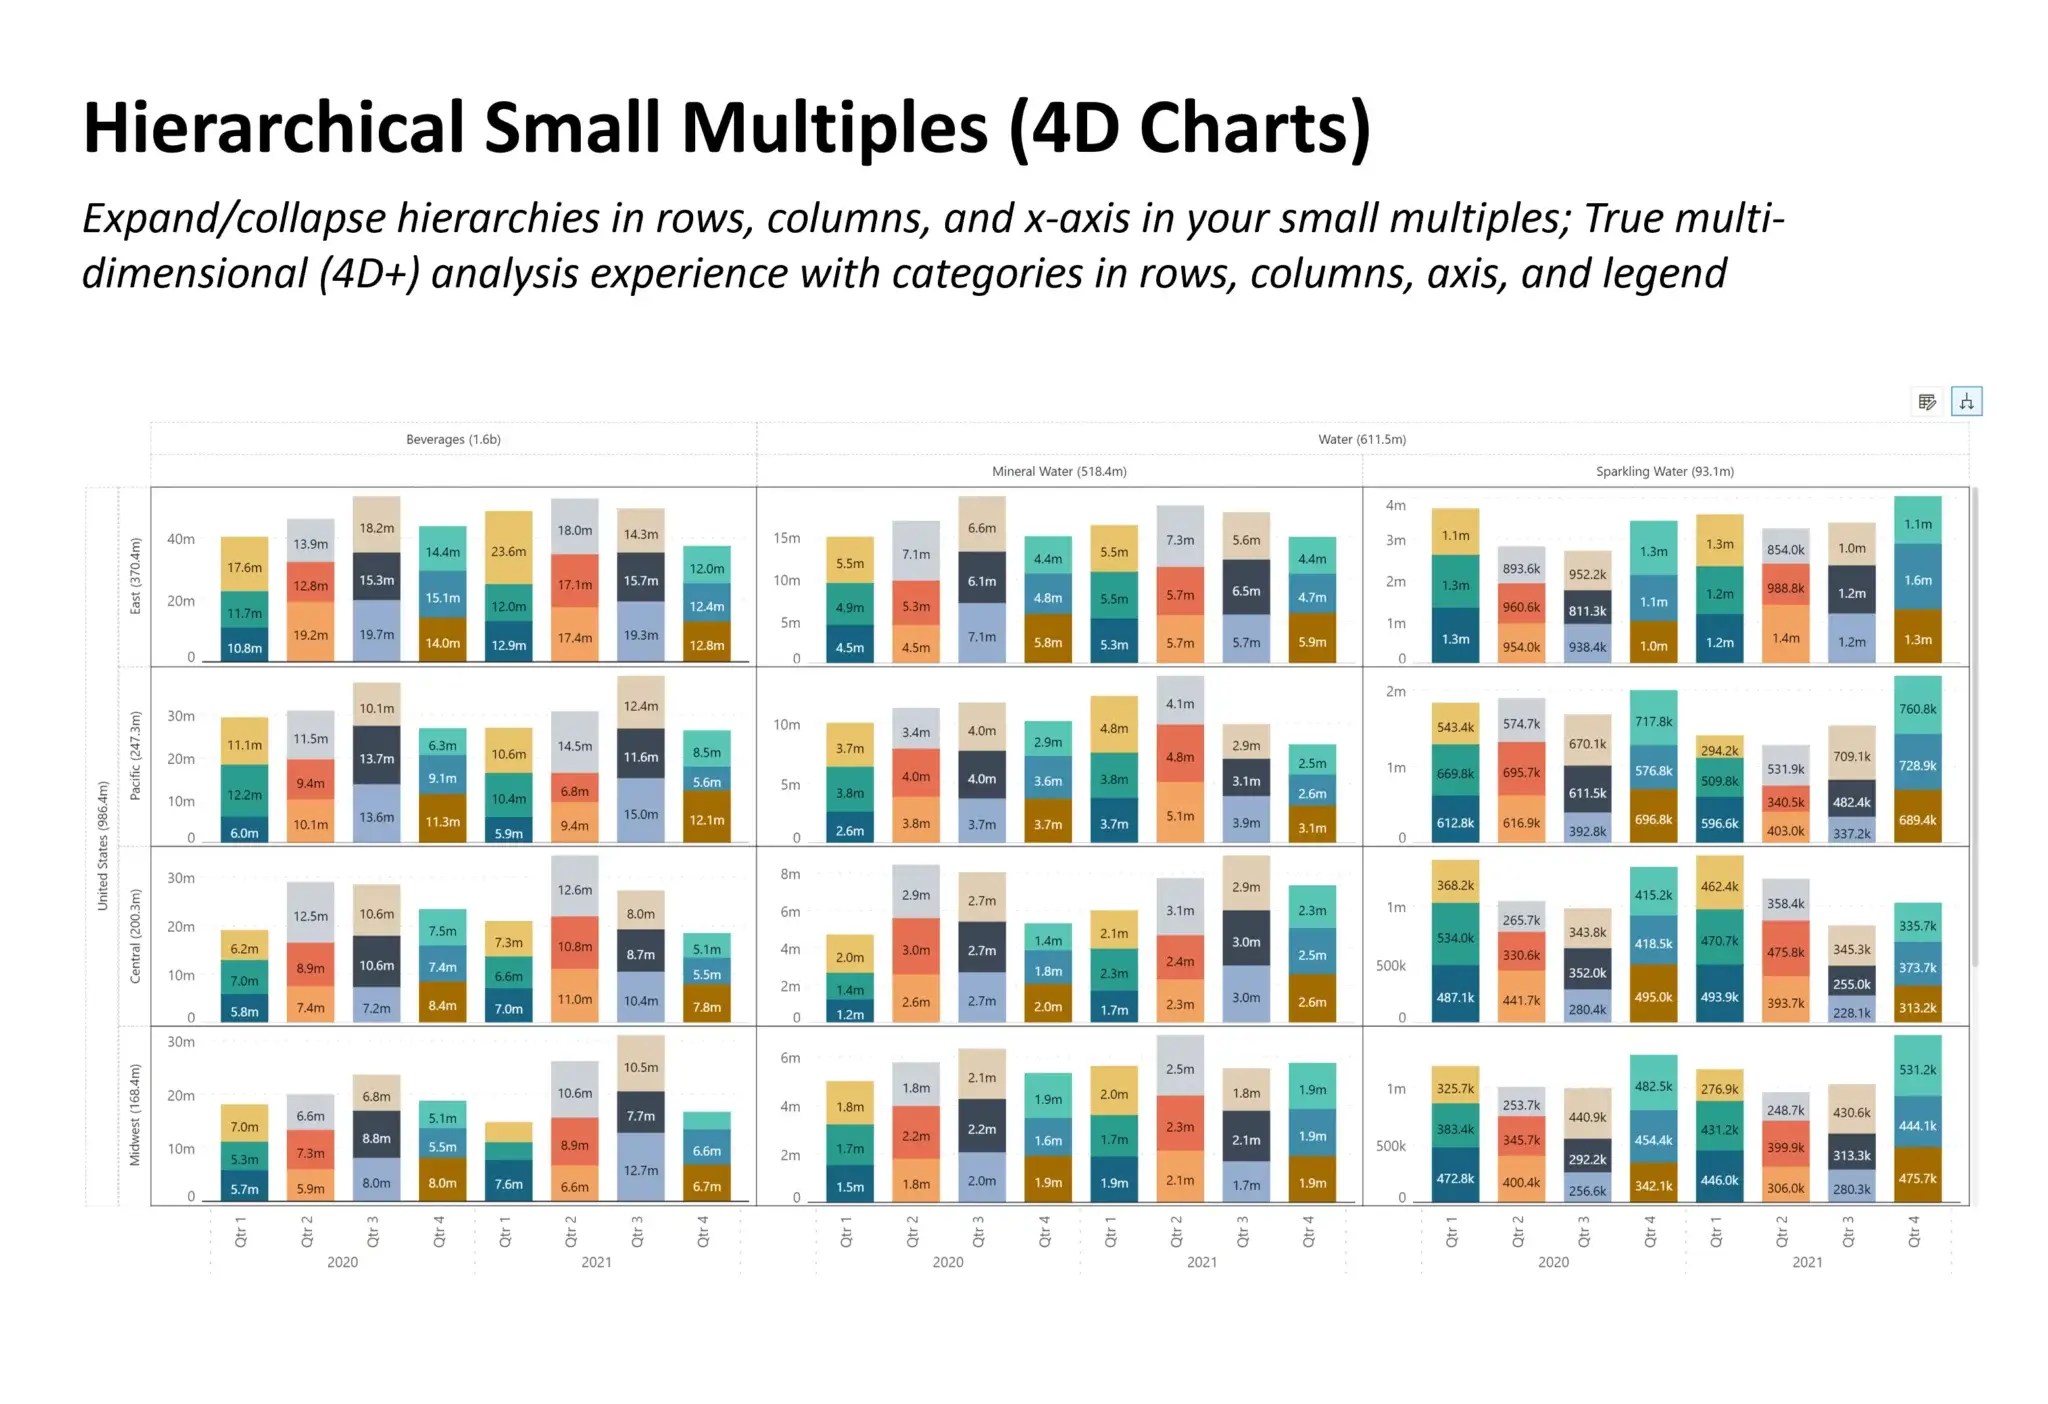 Hierarchical Small Multiples (4D Charts)
Expand/collapse hierarchies in rows, columns, and x-axis in your small multiples; True multi-
dimensional (4D+) analysis experience with categories in rows, columns, axis, and legend
Beverages (1.6b)
Water (611.5m)
Mineral Water (518.4m)
Sparkling Water (93.1m)
United States (986.4m)
East (370.4m)
40m
20m
0
17.6m
11.7m
10.8m
13.9m
12.8m
19.2m
18.2m
15.3m
19.7m
14.4m
15.1m
14.0m
23.6m
12.0m
12.9m
18.0m
17.1m
17.4m
14.3m
15.7m
19.3m
12.0m
12.4m
12.8m
15m
10m
5m
0
5.5m
4.9m
4.5m
7.1m
5.3m
4.5m
6.6m
6.1m
7.1m
4.4m
4.8m
5.8m
5.5m
5.5m
5.3m
7.3m
5.7m
5.7m
5.6m
6.5m
5.7m
4.4m
4.7m
5.9m
4m
3m
2m
1m
0
1.1m
1.3m
1.3m
893.6k
960.6k
954.0k
952.2k
811.3k
938.4k
1.3m
1.1m
1.0m
1.3m
1.2m
1.2m
854.0k
988.8k
1.4m
1.0m
1.2m
1.2m
1.1m
1.6m
1.3m
Pacific (247.3m)
30m
20m
10m
0
11.1m
12.2m
6.0m
11.5m
9.4m
10.1m
10.1m
13.7m
13.6m
6.3m
9.1m
11.3m
10.6m
10.4m
5.9m
14.5m
6.8m
9.4m
12.4m
11.6m
15.0m
8.5m
5.6m
12.1m
10m
5m
0
3.7m
3.8m
2.6m
3.4m
4.0m
3.8m
4.0m
4.0m
3.7m
2.9m
3.6m
3.7m
4.8m
3.8m
3.7m
4.1m
4.8m
5.1m
2.9m
3.1m
3.9m
2.5m
2.6m
3.1m
2m
1m
0
543.4k
669.8k
612.8k
574.7k
695.7k
616.9k
670.1k
611.5k
392.8k
717.8k
576.8k
696.8k
294.2k
509.8k
596.6k
531.9k
340.5k
403.0k
709.1k
482.4k
337.2k
760.8k
728.9k
689.4k
Central (200.3m)
30m
20m
10m
0
6.2m
7.0m
5.8m
12.5m
8.9m
7.4m
10.6m
10.6m
7.2m
7.5m
7.4m
8.4m
7.3m
6.6m
7.0m
12.6m
10.8m
11.0m
8.0m
8.7m
10.4m
5.1m
5.5m
7.8m
8m
6m
4m
2m
0
2.0m
1.4m
1.2m
2.9m
3.0m
2.6m
2.7m
2.7m
2.7m
1.4m
1.8m
2.0m
2.1m
2.3m
1.7m
3.1m
2.4m
2.3m
2.9m
3.0m
3.0m
2.3m
2.5m
2.6m
1m
500k
0
368.2k
534.0k
487.1k
265.7k
330.6k
441.7k
343.8k
352.0k
280.4k
415.2k
418.5k
495.0k
462.4k
470.7k
493.9k
358.4k
475.8k
393.7k
345.3k
255.0k
228.1k
335.7k
373.7k
313.2k
Midwest (168.4m)
30m
20m
10m
0
7.0m
5.3m
5.7m
6.6m
7.3m
5.9m
6.8m
8.8m
8.0m
5.1m
5.5m
8.0m
7.6m
10.6m
8.9m
6.6m
10.5m
7.7m
12.7m
6.6m
6.7m
6m
4m
2m
0
1.8m
1.7m
1.5m
1.8m
2.2m
1.8m
2.1m
2.2m
2.0m
1.9m
1.6m
1.9m
2.0m
1.7m
1.9m
2.5m
2.3m
2.1m
1.8m
2.1m
1.7m
1.9m
1.9m
1.9m
1m
500k
0
325.7k
383.4k
472.8k
253.7k
345.7k
400.4k
440.9k
292.2k
256.6k
482.5k
454.4k
342.1k
276.9k
431.2k
446.0k
248.7k
399.9k
306.0k
430.6k
313.3k
280.3k
531.2k
444.1k
475.7k
Qtr 1
Qtr 2
Qtr 3
Qtr 4
Qtr 1
Qtr 2
Qtr 3
Qtr 4
2020
2021
Qtr 1
Qtr 2
Qtr 3
Qtr 4
Qtr 1
Qtr 2
Qtr 3
Qtr 4
2020
2021
Qtr 1
Qtr 2
Qtr 3
Qtr 4
Qtr 1
Qtr 2
Qtr 3
Qtr 4
2020
2021